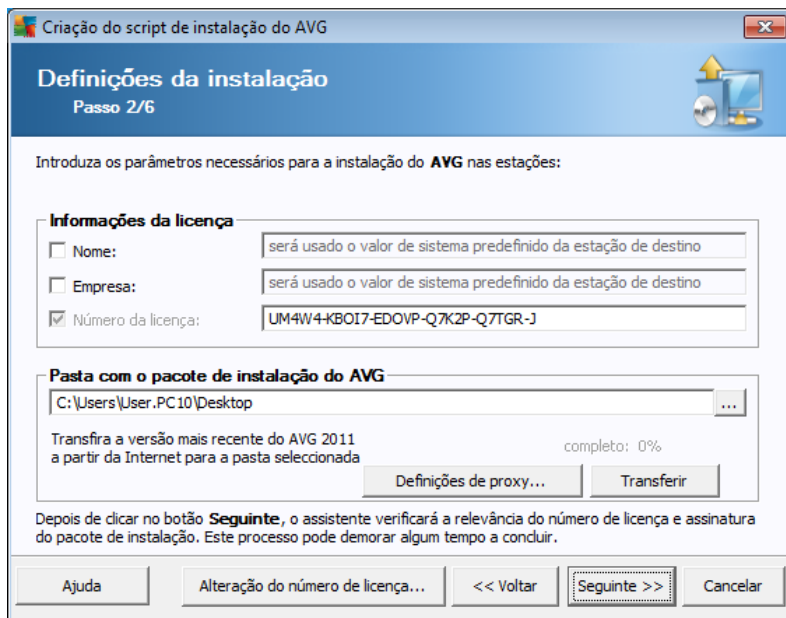 Criação do script de instalação do AVG
Definições da instalação
Passo 2/6
Introduza os parâmetros necessários para a instalação do AVG nas estações:
Informações da licença
Nome:
será usado o valor de sistema predefinido da estação de destino
Empresa:
será usado o valor de sistema predefinido da estação de destino
Número da licença:
UM4W4-KBOI7-EDOVP-Q7K2P-Q7TGR-J
Pasta com o pacote de instalação do AVG
C:\Users\User.PC10\Desktop
...
Transfira a versão mais recente do AVG 2011
a partir da Internet para a pasta seleccionada
completo: 0%
Definições de proxy...
Transferir
Depois de clicar no botão Seguinte, o assistente verificará a relevância do número de licença e assinatura
do pacote de instalação. Este processo pode demorar algum tempo a concluir.
Ajuda
Alteração do número de licença...
<< Voltar
Seguinte >>
Cancelar